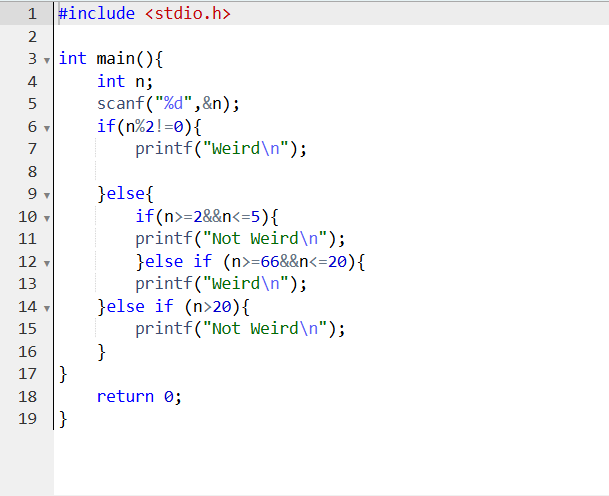 1 #include <stdio.h>
2
3 int main(){
4     int n;
5     scanf("%d",&n);
6     if(n%2!=0){
7         printf("Weird\n");
8
9     }else{
10         if(n>=2&&n<=5){
11         printf("Not Weird\n");
12         }else if (n>=66&&n<=20){
13         printf("Weird\n");
14     }else if (n>20){
15         printf("Not Weird\n");
16     }
17 }
18     return 0;
19 }